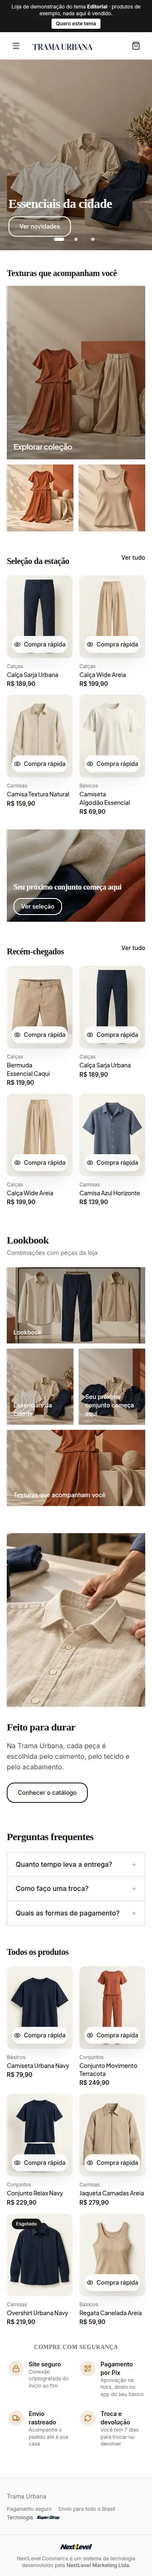 Loja de demonstração do tema Editorial · produtos de
exemplo, nada aqui é vendido.
Quero este tema
TRAMA URBANA
Essenciais da cidade
Ver novidades
Texturas que acompanham você
Explorar coleção
Seleção da estação
Ver tudo
Compra rápida
Compra rápida
Calças
Calça Sarja Urbana
R$ 189,90
Calças
Calça Wide Areia
R$ 199,90
Compra rápida
Compra rápida
Camisas
Camisa Textura Natural
R$ 159,90
Básicos
Camiseta
Algodão Essencial
R$ 69,90
Seu próximo conjunto começa aqui
Ver seleção
Recém-chegados
Ver tudo
Compra rápida
Compra rápida
Calças
Bermuda
Essencial Caqui
R$ 119,90
Calças
Calça Sarja Urbana
R$ 189,90
Compra rápida
Compra rápida
Calças
Calça Wide Areia
R$ 199,90
Camisas
Camisa Azul Horizonte
R$ 139,90
Lookbook
Combinações com peças da loja
Lookbook
Essenciais da
cidade
Seu próximo
conjunto começa
aqui
Texturas que acompanham você
Feito para durar
Na Trama Urbana, cada peça é
escolhida pelo caimento, pelo tecido e
pelo acabamento.
Conhecer o catálogo
Perguntas frequentes
Quanto tempo leva a entrega? +
Como faço uma troca? +
Quais as formas de pagamento? +
Todos os produtos
Compra rápida
Compra rápida
Básicos
Camiseta Urbana Navy
R$ 79,90
Conjuntos
Conjunto Movimento
Terracota
R$ 249,90
Compra rápida
Compra rápida
Conjuntos
Conjunto Relax Navy
R$ 229,90
Camisas
Jaqueta Camadas Areia
R$ 279,90
Esgotado
Compra rápida
Camisas
Overshirt Urbana Navy
R$ 219,90
Básicos
Regata Canelada Areia
R$ 59,90
COMPRE COM SEGURANÇA
Site seguro
Conexão
criptografada do
início ao fim
Pagamento
por Pix
Aprovação na
hora, direto no
app do seu banco
Envio
rastreado
Acompanhe o
pedido até a sua
casa
Troca e
devolução
Você tem 7 dias
para trocar ou
devolver
Trama Urbana
Pagamento seguro Envio para todo o Brasil
Tecnologia SuperDrop
NextLevel
NextLevel Commerce é um sistema de tecnologia
desenvolvido pela NextLevel Ltda.